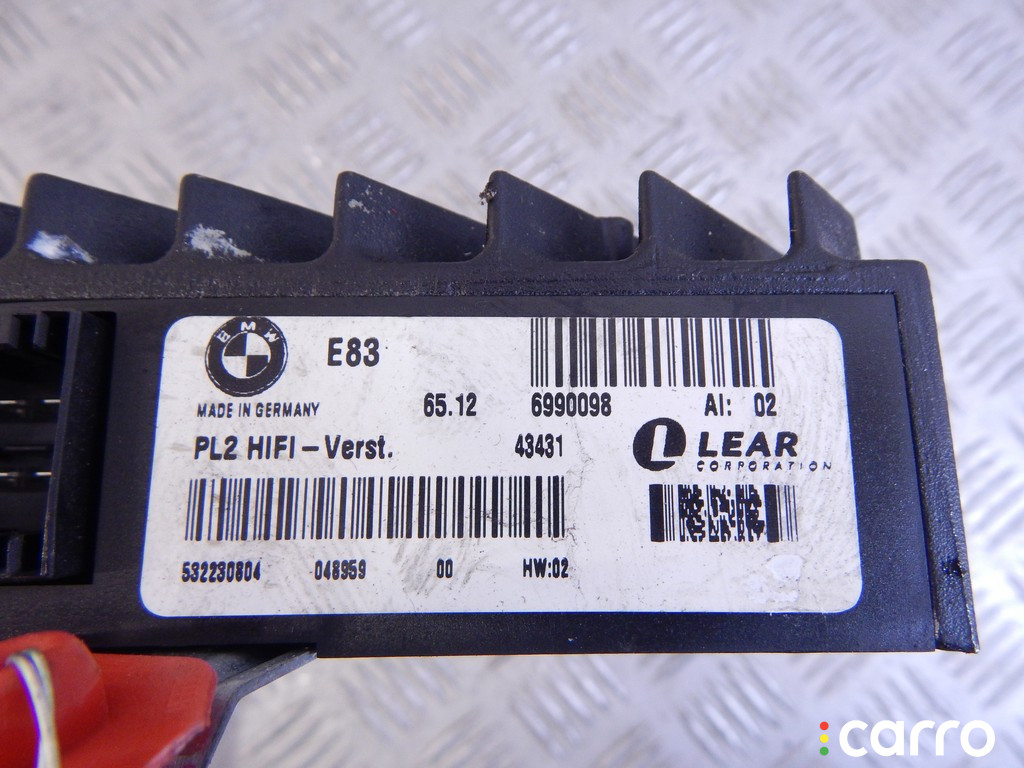 BMW
E83
MADE IN GERMANY
65.12 6990098 AI: 02
PL2 HIFI-Verst. 43431
L LEAR
CORPORATION
532230804 048959 00 HW:02
carro